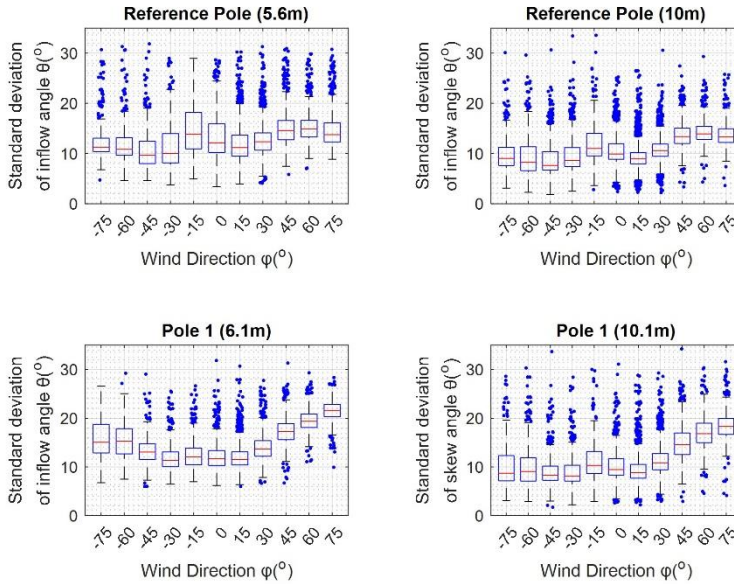 Reference Pole (5.6m)
Standard deviation
of inflow angle θ(°)
30
20
10
0
-75 -60 -45 -30 -15 0 15 30 45 60 75
Wind Direction φ(°)
Reference Pole (10m)
Standard deviation
of inflow angle θ(°)
30
20
10
0
-75 -60 -45 -30 -15 0 15 30 45 60 75
Wind Direction φ(°)
Pole 1 (6.1m)
Standard deviation
of inflow angle θ(°)
30
20
10
0
-75 -60 -45 -30 -15 0 15 30 45 60 75
Wind Direction φ(°)
Pole 1 (10.1m)
Standard deviation
of skew angle θ(°)
30
20
10
0
-75 -60 -45 -30 -15 0 15 30 45 60 75
Wind Direction φ(°)